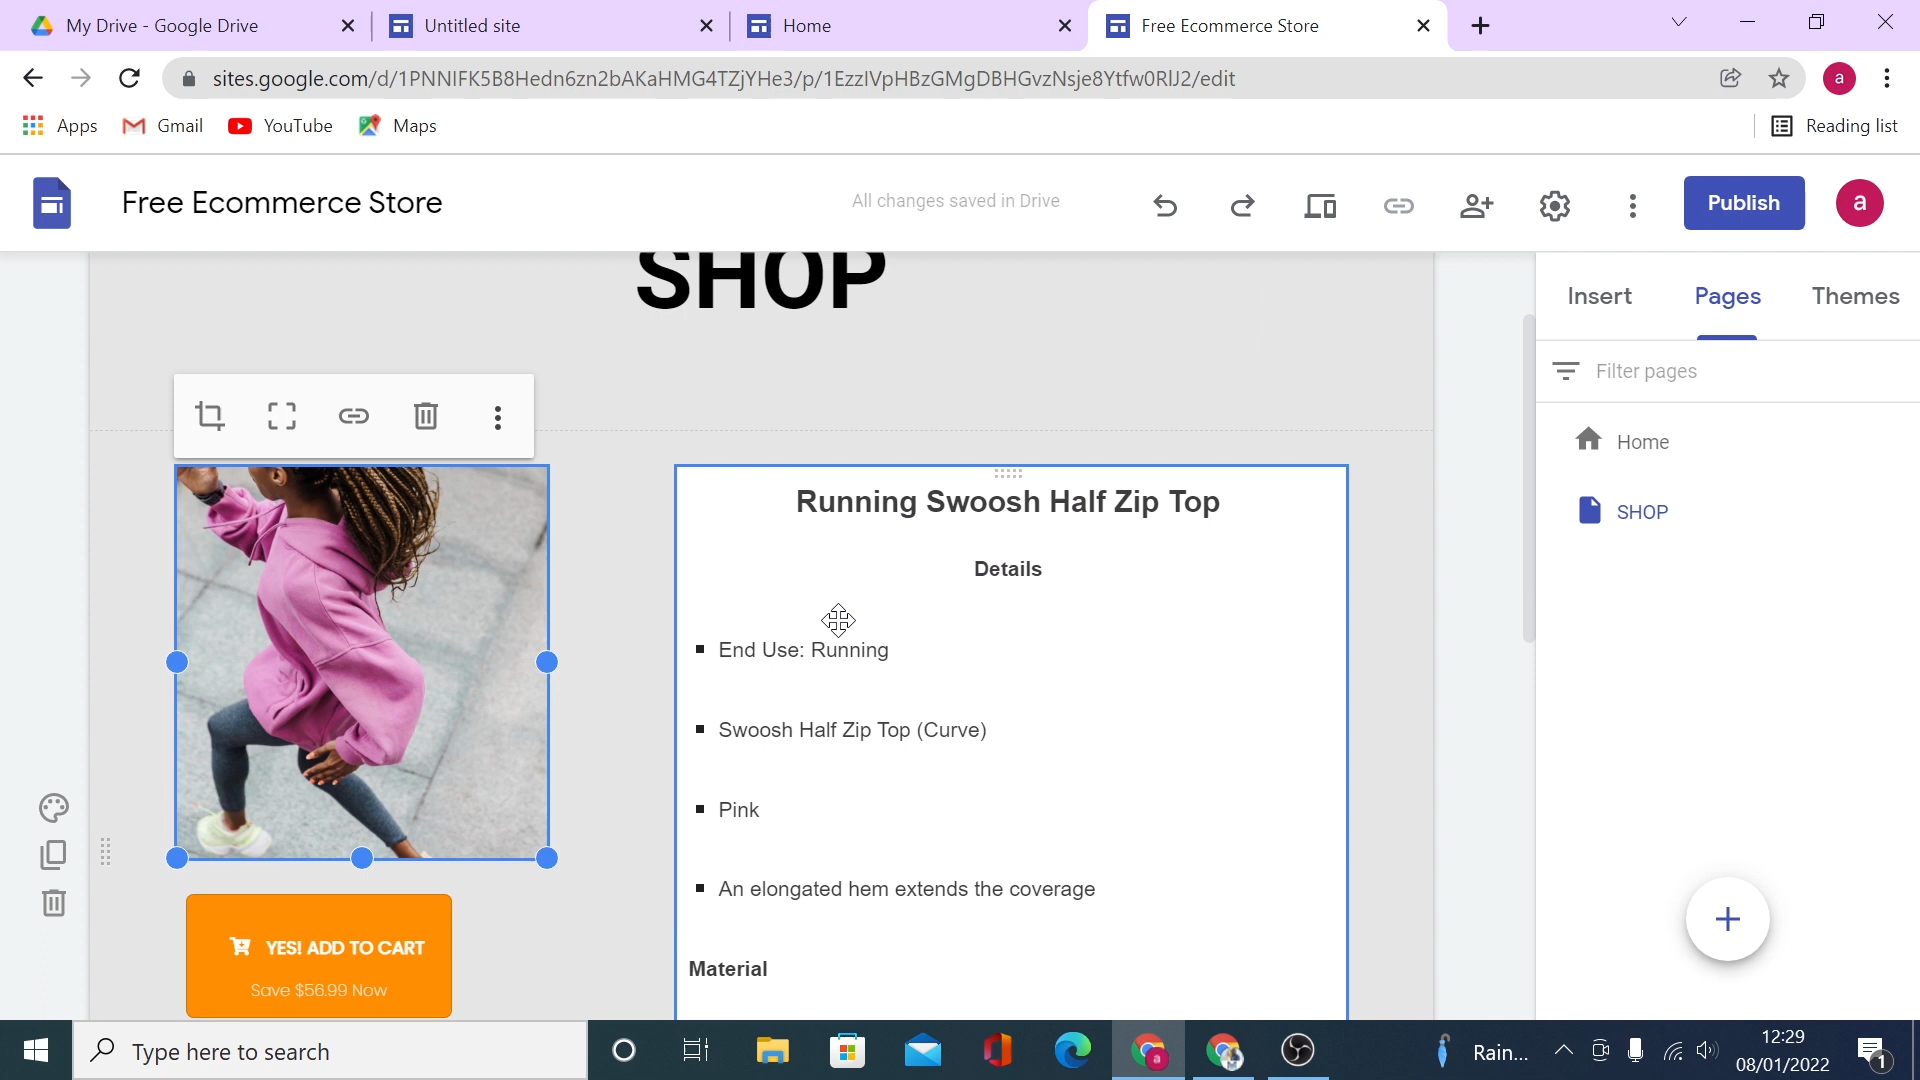 My Drive - Google Drive
Untitled site
Home
Free Ecommerce Store
sites.google.com/d/1PNNIFK5B8Hedn6zn2bAKaHMG4TZjYHe3/p/1EzzIVpHBzGMgDBHGvzNsje8Ytfw0RlJ2/edit
a
Apps
Gmail
YouTube
Maps
Reading list
Free Ecommerce Store
All changes saved in Drive
Publish
a
SHOP
Insert
Pages
Themes
Filter pages
Home
SHOP
Running Swoosh Half Zip Top
Details
End Use: Running
Swoosh Half Zip Top (Curve)
Pink
An elongated hem extends the coverage
Material
YES! ADD TO CART
Save $56.99 Now
Type here to search
Rain...
12:29
08/01/2022
1